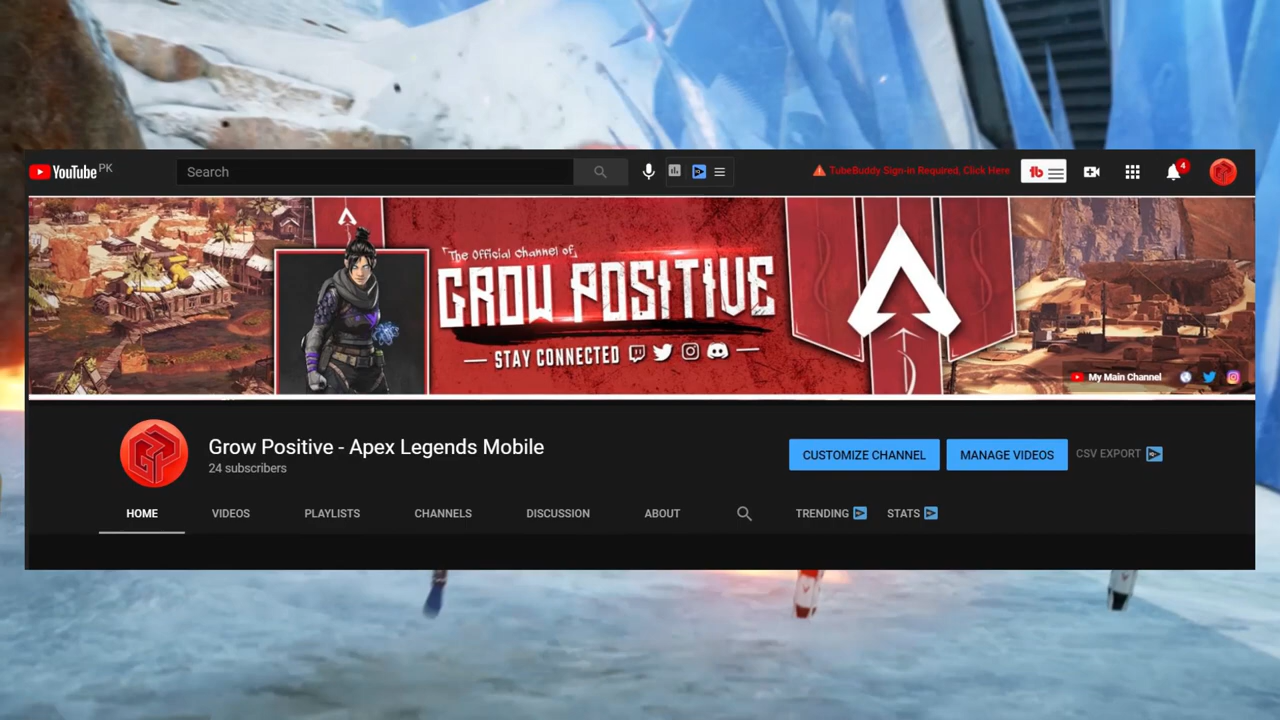 YouTube PK
Search
TubeBuddy Sign-in Required, Click Here
tb
4
「The Official Channel of」
GROW POSITIVE
STAY CONNECTED
My Main Channel
Grow Positive - Apex Legends Mobile
24 subscribers
CUSTOMIZE CHANNEL
MANAGE VIDEOS
CSV EXPORT
HOME VIDEOS PLAYLISTS CHANNELS DISCUSSION ABOUT TRENDING STATS